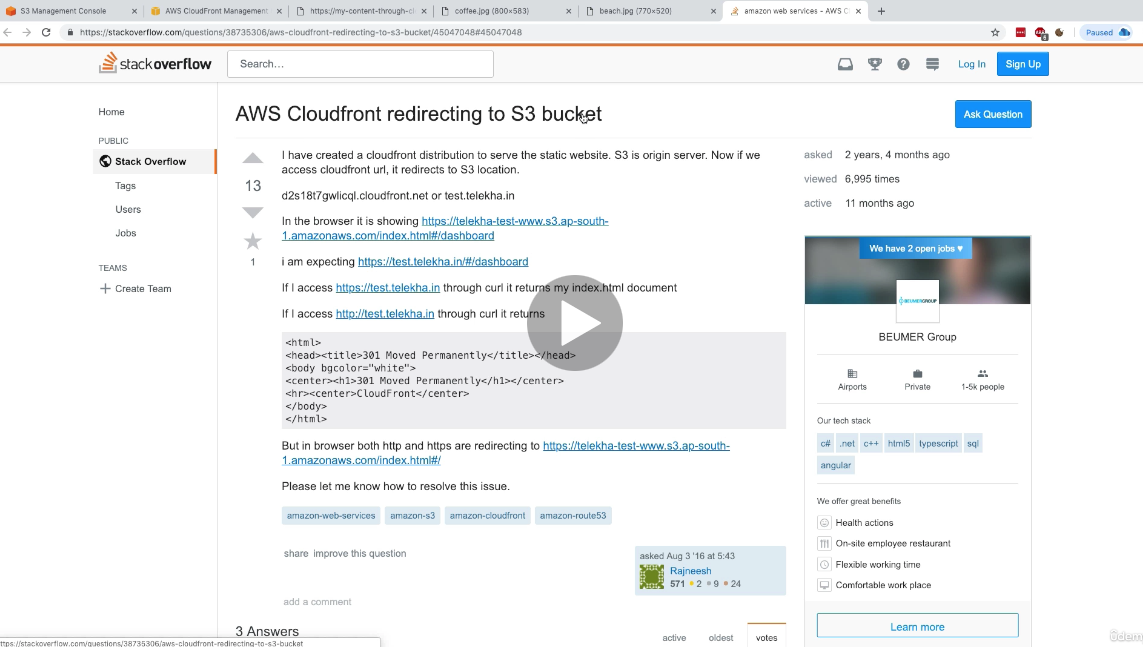 S3 Management Console
AWS CloudFront Management
https://my-content-through-cl
coffee.jpg (800×583)
beach.jpg (770×520)
amazon web services - AWS C
https://stackoverflow.com/questions/38735306/aws-cloudfront-redirecting-to-s3-bucket/45047048#45047048
Paused
stackoverflow
Search…
Log In
Sign Up
Home
PUBLIC
Stack Overflow
Tags
Users
Jobs
TEAMS
Create Team
AWS Cloudfront redirecting to S3 bucket
Ask Question
13
1
I have created a cloudfront distribution to serve the static website. S3 is origin server. Now if we
access cloudfront url, it redirects to S3 location.
d2s18t7gwlicql.cloudfront.net or test.telekha.in
In the browser it is showing https://telekha-test-www.s3.ap-south-
1.amazonaws.com/index.html#/dashboard
i am expecting https://test.telekha.in/#/dashboard
If I access https://test.telekha.in through curl it returns my index.html document
If I access http://test.telekha.in through curl it returns
<html>
<head><title>301 Moved Permanently</title></head>
<body bgcolor="white">
<center><h1>301 Moved Permanently</h1></center>
<hr><center>CloudFront</center>
</body>
</html>
But in browser both http and https are redirecting to https://telekha-test-www.s3.ap-south-
1.amazonaws.com/index.html#/
Please let me know how to resolve this issue.
amazon-web-services amazon-s3 amazon-cloudfront amazon-route53
share improve this question
asked Aug 3 '16 at 5:43
Rajneesh
571 2 9 24
add a comment
3 Answers
active oldest votes
asked 2 years, 4 months ago
viewed 6,995 times
active 11 months ago
We have 2 open jobs ♥
BEUMERGROUP
BEUMER Group
Airports Private 1-5k people
Our tech stack
c# .net c++ html5 typescript sql
angular
We offer great benefits
Health actions
On-site employee restaurant
Flexible working time
Comfortable work place
Learn more
ttps://stackoverflow.com/questions/38735306/aws-cloudfront-redirecting-to-s3-bucket